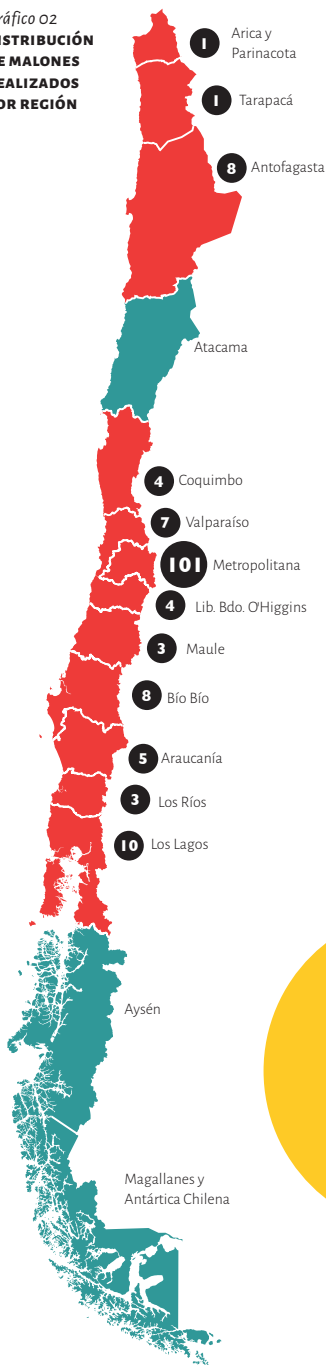 ráfico 02
ISTRIBUCIÓN
E MALONES
EALIZADOS
OR REGIÓN
1 Arica y
Parinacota
1 Tarapacá
8 Antofagasta
Atacama
4 Coquimbo
7 Valparaíso
101 Metropolitana
4 Lib. Bdo. O'Higgins
3 Maule
8 Bío Bío
5 Araucanía
3 Los Ríos
10 Los Lagos
Aysén
Magallanes y
Antártica Chilena